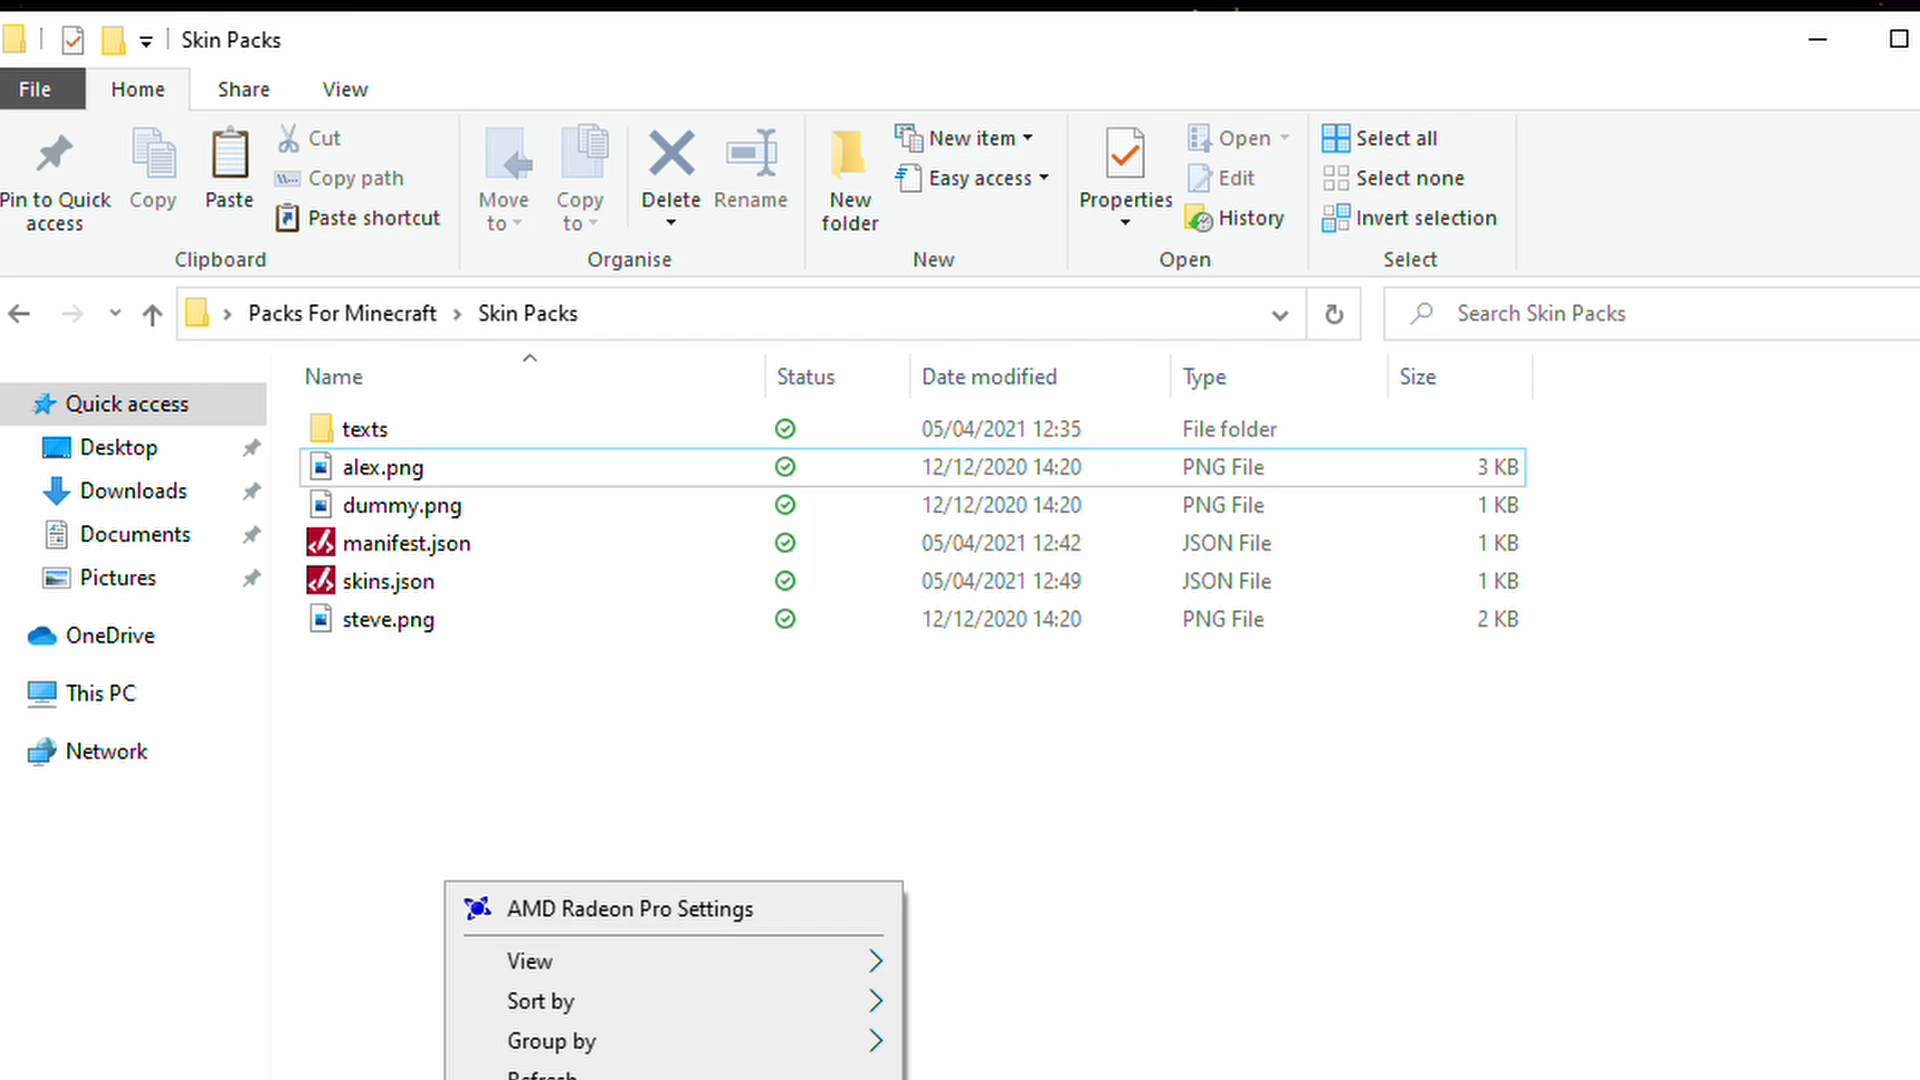 Skin Packs
File Home Share View
Pin to Quick access
Copy
Paste
Cut
Copy path
Paste shortcut
Clipboard
Move to
Copy to
Delete
Rename
Organise
New folder
New item
Easy access
New
Properties
Open
Edit
History
Open
Select all
Select none
Invert selection
Select
Packs For Minecraft > Skin Packs
Search Skin Packs
Quick access
Desktop
Downloads
Documents
Pictures
OneDrive
This PC
Network
Name Status Date modified Type Size
texts 05/04/2021 12:35 File folder
alex.png 12/12/2020 14:20 PNG File 3 KB
dummy.png 12/12/2020 14:20 PNG File 1 KB
manifest.json 05/04/2021 12:42 JSON File 1 KB
skins.json 05/04/2021 12:49 JSON File 1 KB
steve.png 12/12/2020 14:20 PNG File 2 KB
AMD Radeon Pro Settings
View
Sort by
Group by
Refresh